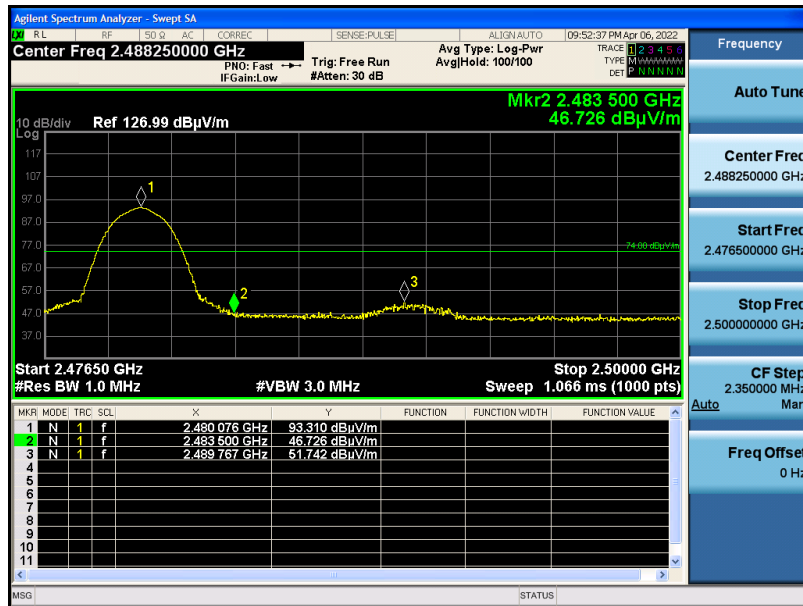 Agilent Spectrum Analyzer - Swept SA
LXI RL RF 50 Ω AC CORREC SENSE:PULSE ALIGNAUTO 09:52:37 PM Apr 06, 2022
Center Freq 2.488250000 GHz
PNO: Fast
IFGain:Low
Trig: Free Run
#Atten: 30 dB
Avg Type: Log-Pwr
Avg|Hold: 100/100
TRACE 1 2 3 4 5 6
TYPE M WWWWW
DET P N N N N N
Mkr2 2.483 500 GHz
46.726 dBµV/m
10 dB/div Ref 126.99 dBµV/m
Log
117
107
97.0
87.0
77.0
67.0
57.0
47.0
37.0
1
2
3
74.00 dBµV/m
Start 2.47650 GHz Stop 2.50000 GHz
#Res BW 1.0 MHz #VBW 3.0 MHz Sweep 1.066 ms (1000 pts)
MKR MODE TRC SCL X Y FUNCTION FUNCTION WIDTH FUNCTION VALUE
1 N 1 f 2.480 076 GHz 93.310 dBµV/m
2 N 1 f 2.483 500 GHz 46.726 dBµV/m
3 N 1 f 2.489 767 GHz 51.742 dBµV/m
4
5
6
7
8
9
10
11
MSG STATUS
Frequency
Auto Tune
Center Freq
2.488250000 GHz
Start Freq
2.476500000 GHz
Stop Freq
2.500000000 GHz
CF Step
2.350000 MHz
Auto Man
Freq Offset
0 Hz